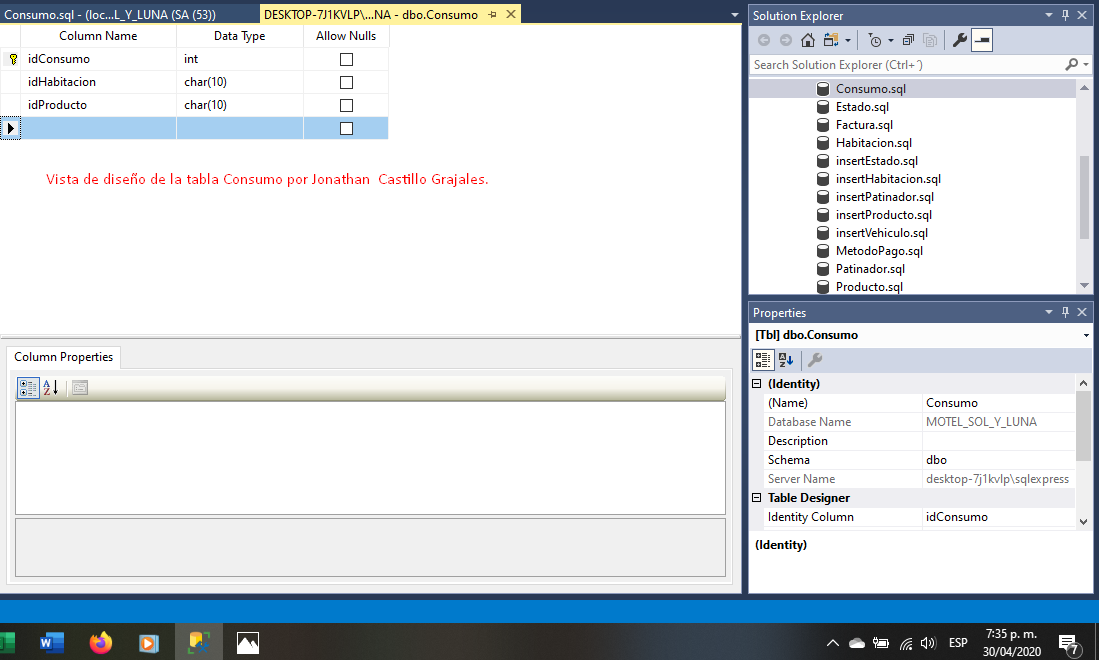 Consumo.sql - (loc...L_Y_LUNA (SA (53))
DESKTOP-7J1KVLP\...NA - dbo.Consumo
Column Name Data Type Allow Nulls
idConsumo int
idHabitacion char(10)
idProducto char(10)
Vista de diseño de la tabla Consumo por Jonathan Castillo Grajales.
Column Properties
Solution Explorer
Search Solution Explorer (Ctrl+´)
Consumo.sql
Estado.sql
Factura.sql
Habitacion.sql
insertEstado.sql
insertHabitacion.sql
insertPatinador.sql
insertProducto.sql
insertVehiculo.sql
MetodoPago.sql
Patinador.sql
Producto.sql
Properties
[Tbl] dbo.Consumo
(Identity)
(Name) Consumo
Database Name MOTEL_SOL_Y_LUNA
Description
Schema dbo
Server Name desktop-7j1kvlp\sqlexpress
Table Designer
Identity Column idConsumo
(Identity)
ESP
7:35 p. m.
30/04/2020
7